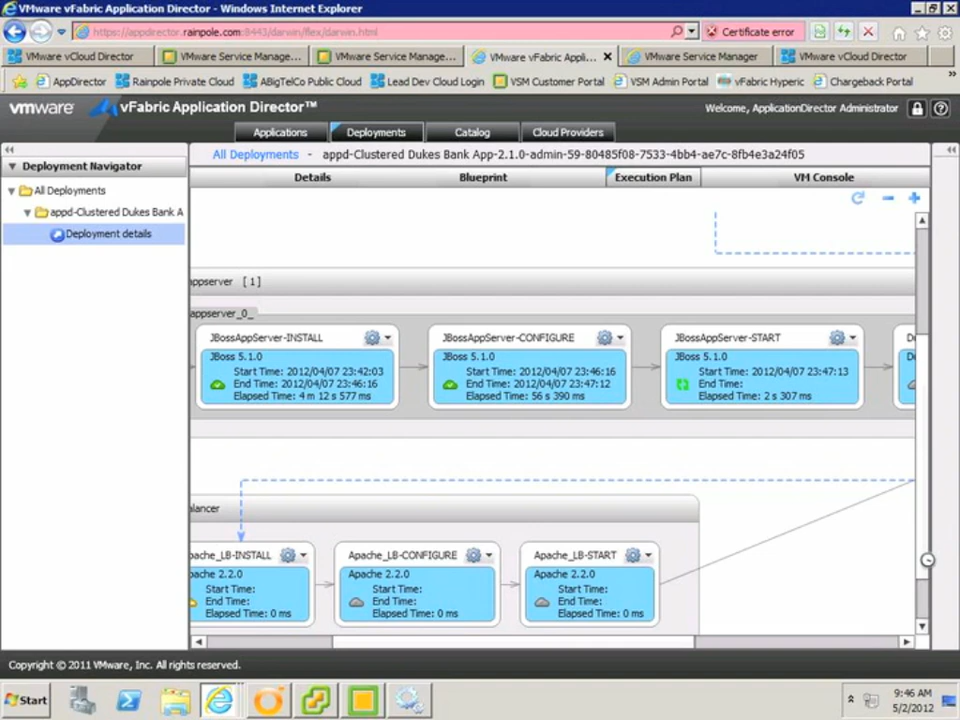 VMware vFabric Application Director - Windows Internet Explorer
https://appdirector.rainpole.com:8443/darwin/flex/darwin.html
Certificate error
VMware vCloud Director
VMware Service Manage...
VMware Service Manage...
VMware vFabric Appli...
VMware Service Manager
VMware vCloud Director
AppDirector
Rainpole Private Cloud
ABigTelCo Public Cloud
Lead Dev Cloud Login
VSM Customer Portal
VSM Admin Portal
vFabric Hyperic
Chargeback Portal
vmware
vFabric Application Director™
Welcome, ApplicationDirector Administrator
Applications
Deployments
Catalog
Cloud Providers
Deployment Navigator
All Deployments
appd-Clustered Dukes Bank A
Deployment details
All Deployments - appd-Clustered Dukes Bank App-2.1.0-admin-59-80485f08-7533-4bb4-ae7c-8fb4e3a24f05
Details
Blueprint
Execution Plan
VM Console
appserver [1]
appserver_0_
JBossAppServer-INSTALL
JBoss 5.1.0
Start Time: 2012/04/07 23:42:03
End Time: 2012/04/07 23:46:16
Elapsed Time: 4 m 12 s 577 ms
JBossAppServer-CONFIGURE
JBoss 5.1.0
Start Time: 2012/04/07 23:46:16
End Time: 2012/04/07 23:47:12
Elapsed Time: 56 s 390 ms
JBossAppServer-START
JBoss 5.1.0
Start Time: 2012/04/07 23:47:13
End Time:
Elapsed Time: 2 s 307 ms
alancer
pache_LB-INSTALL
pache 2.2.0
Start Time:
End Time:
Elapsed Time: 0 ms
Apache_LB-CONFIGURE
Apache 2.2.0
Start Time:
End Time:
Elapsed Time: 0 ms
Apache_LB-START
Apache 2.2.0
Start Time:
End Time:
Elapsed Time: 0 ms
Copyright © 2011 VMware, Inc. All rights reserved.
Start
9:46 AM
5/2/2012